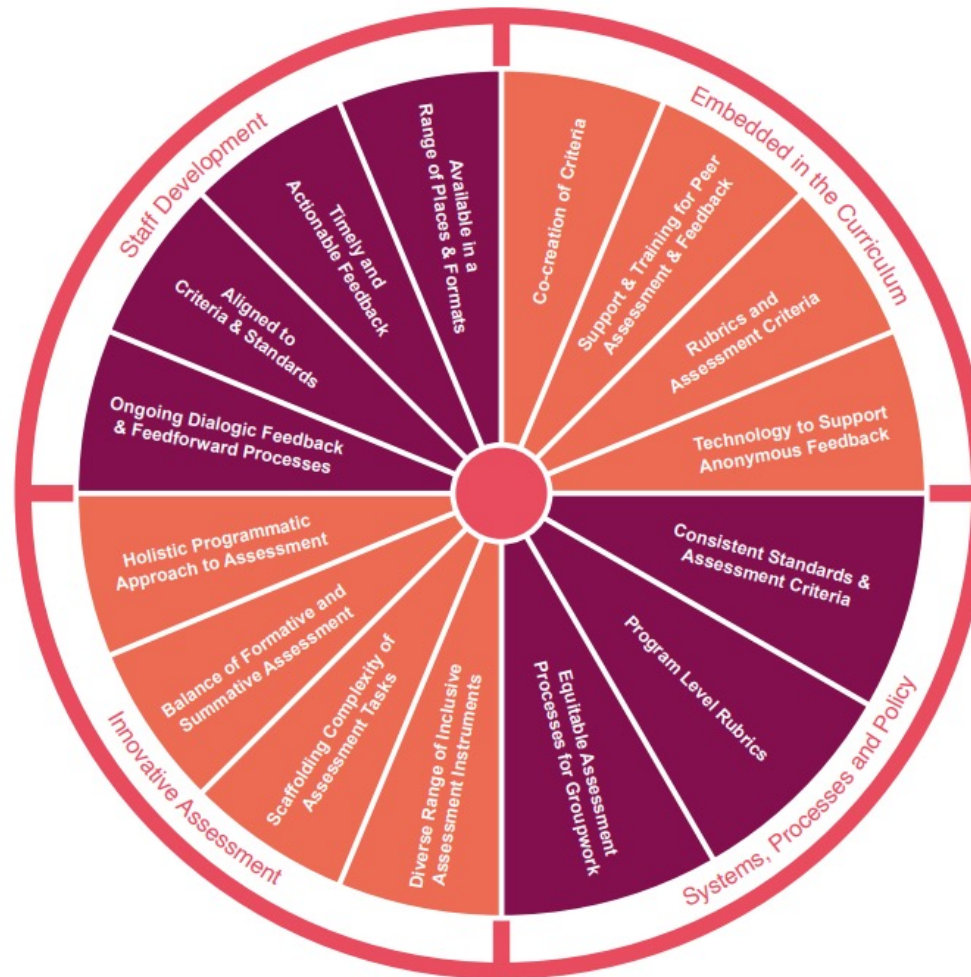 Embedded in the Curriculum
Co-creation of Criteria
Support & Training for Peer
Assessment & Feedback
Rubrics and
Assessment Criteria
Technology to Support
Anonymous Feedback
Systems, Processes and Policy
Consistent Standards &
Assessment Criteria
Program Level Rubrics
Equitable Assessment
Processes for Groupwork
Innovative Assessment
Diverse Range of Inclusive
Assessment Instruments
Scaffolding Complexity of
Assessment Tasks
Balance of Formative and
Summative Assessment
Holistic Programmatic
Approach to Assessment
Staff Development
Ongoing Dialogic Feedback
& Feedforward Processes
Aligned to
Criteria & Standards
Timely and
Actionable Feedback
Available in a
Range of Places & Formats